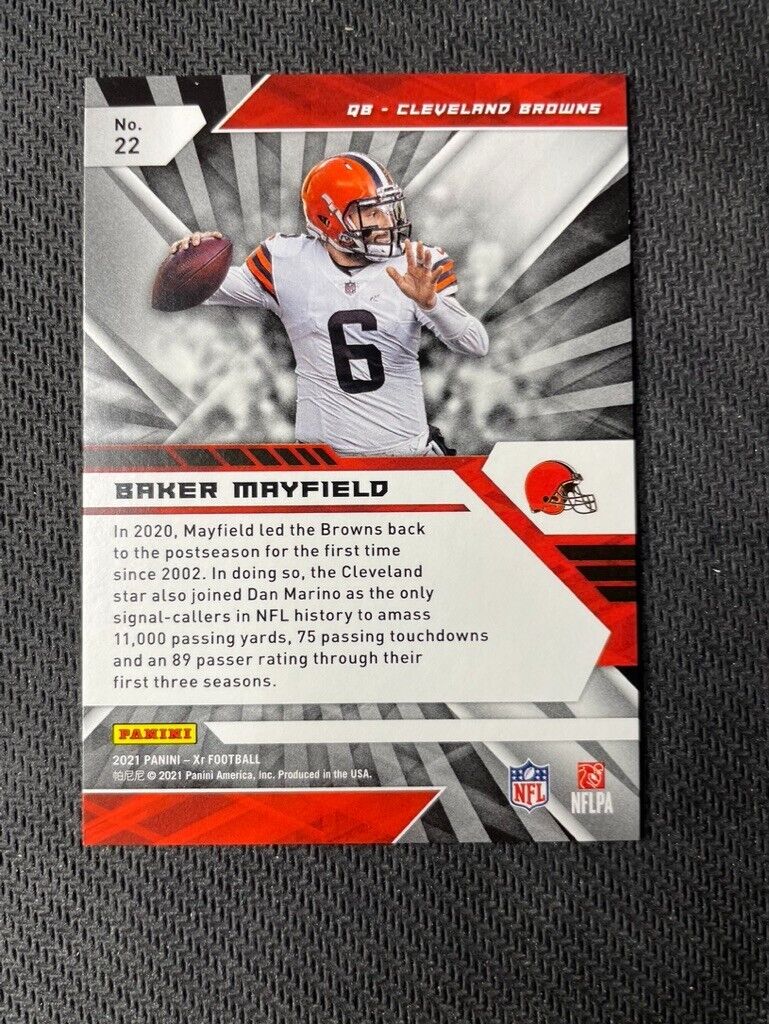 No.
22
QB - CLEVELAND BROWNS
6
6
BAKER MAYFIELD
In 2020, Mayfield led the Browns back
to the postseason for the first time
since 2002. In doing so, the Cleveland
star also joined Dan Marino as the only
signal-callers in NFL history to amass
11,000 passing yards, 75 passing touchdowns
and an 89 passer rating through their
first three seasons.
PANINI
2021 PANINI – Xr FOOTBALL
帕尼尼 © 2021 Panini America, Inc. Produced in the USA.
NFL
NFLPA